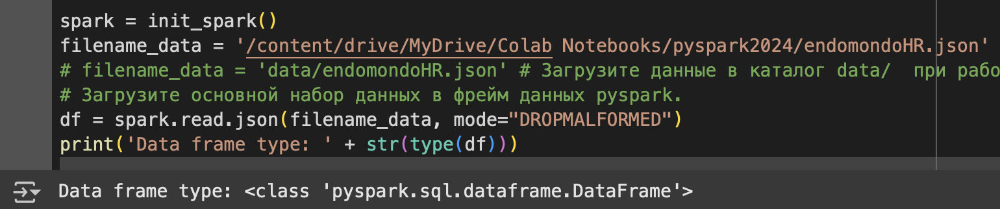 spark = init_spark()
filename_data = '/content/drive/MyDrive/Colab Notebooks/pyspark2024/endomondoHR.json'
# filename_data = 'data/endomondoHR.json' # Загрузите данные в каталог data/  при
# Загрузите основной набор данных в фрейм данных pyspark.
df = spark.read.json(filename_data, mode="DROPMALFORMED")
print('Data frame type: ' + str(type(df)))
Data frame type: <class 'pyspark.sql.dataframe.DataFrame'>